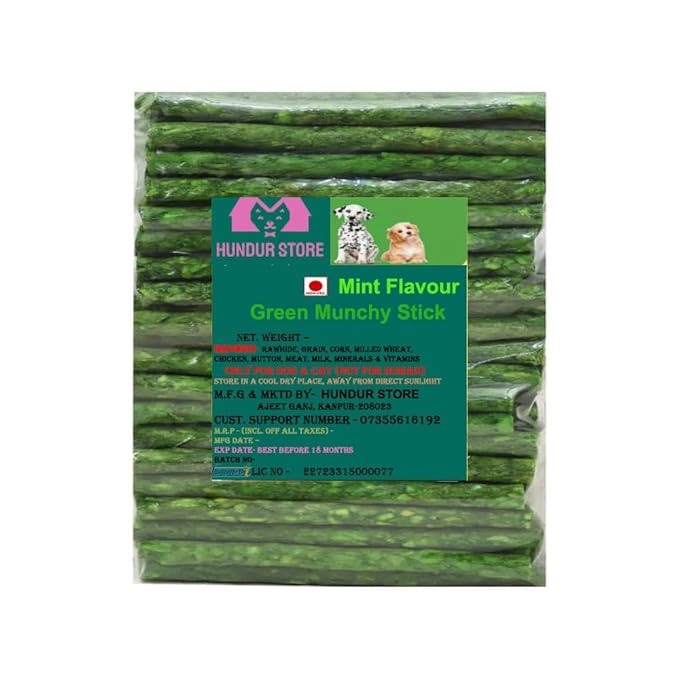 HUNDUR STORE
Mint Flavour
Green Munchy Stick
NET. WEIGHT ~
RAWHIDE, GRAIN, CORN, MILLED WHEAT,
CHICKEN, MUTTON, MEAT, MILK, MINERALS & VITAMINS
ONLY FOR DOG & CAT (NOT FOR HUMAN)
STORE IN A COOL DRY PLACE, AWAY FROM DIRECT SUNLIGHT
M.F.G & MKTD BY- HUNDUR STORE
AJEET GANJ, KANPUR-208023
CUST. SUPPORT NUMBER - 07355616192
M.R.P - (INCL. OFF ALL TAXES) -
MFG DATE ~
EXP DATE- BEST BEFORE 18 MONTHS
BATCH NO-
LIC NO - 22723315000077